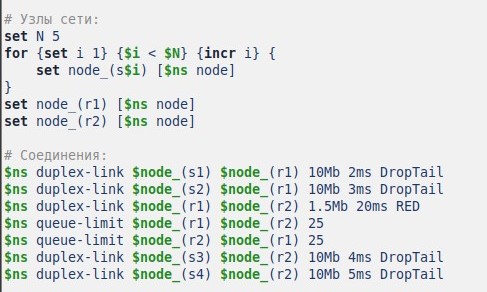 # Узлы сети:
set N 5
for {set i 1} {$i < $N} {incr i} {
    set node_(s$i) [$ns node]
}
set node_(r1) [$ns node]
set node_(r2) [$ns node]

# Соединения:
$ns duplex-link $node_(s1) $node_(r1) 10Mb 2ms DropTail
$ns duplex-link $node_(s2) $node_(r1) 10Mb 3ms DropTail
$ns duplex-link $node_(r1) $node_(r2) 1.5Mb 20ms RED
$ns queue-limit $node_(r1) $node_(r2) 25
$ns queue-limit $node_(r2) $node_(r1) 25
$ns duplex-link $node_(s3) $node_(r2) 10Mb 4ms DropTail
$ns duplex-link $node_(s4) $node_(r2) 10Mb 5ms DropTail